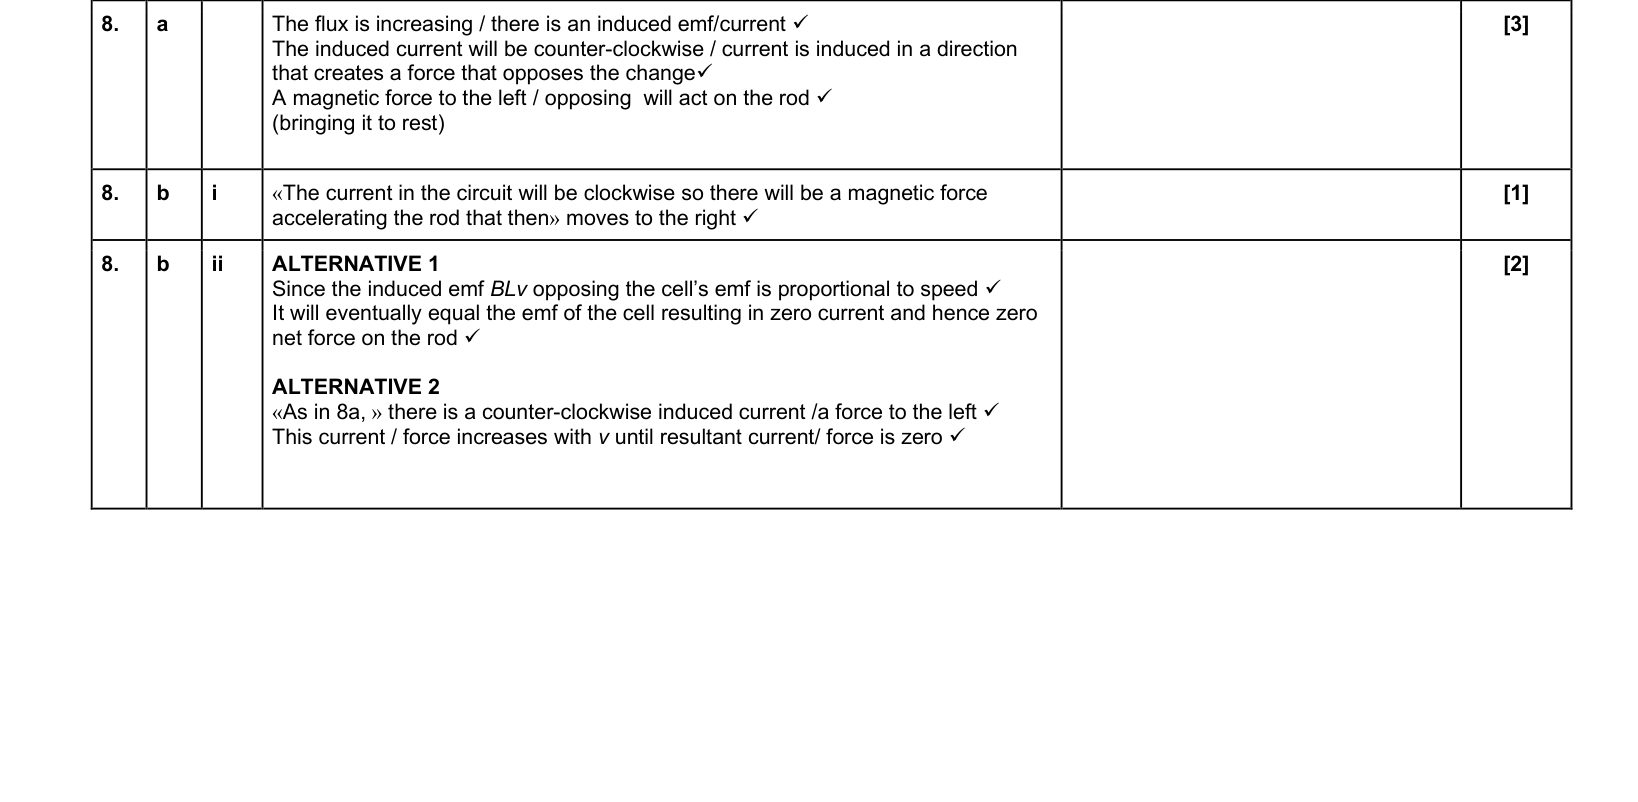 8. a The flux is increasing / there is an induced emf/current ✓ [3]
The induced current will be counter-clockwise / current is induced in a direction
that creates a force that opposes the change✓
A magnetic force to the left / opposing  will act on the rod ✓
(bringing it to rest)
8. b i «The current in the circuit will be clockwise so there will be a magnetic force [1]
accelerating the rod that then» moves to the right ✓
8. b ii ALTERNATIVE 1 [2]
Since the induced emf BLv opposing the cell’s emf is proportional to speed ✓
It will eventually equal the emf of the cell resulting in zero current and hence zero
net force on the rod ✓
ALTERNATIVE 2
«As in 8a, » there is a counter-clockwise induced current /a force to the left ✓
This current / force increases with v until resultant current/ force is zero ✓